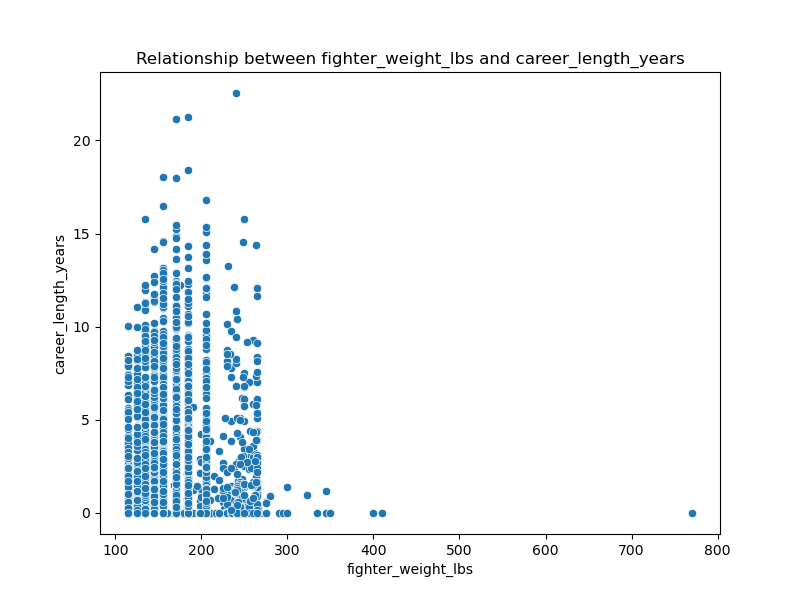 Relationship between fighter_weight_lbs and career_length_years
20
15
10
5
0
career_length_years
100 200 300 400 500 600 700 800
fighter_weight_lbs